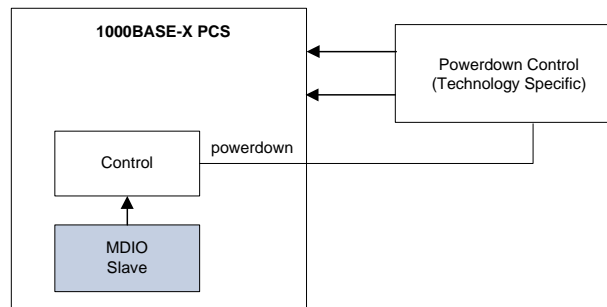 1000BASE-X PCS
Powerdown Control
(Technology Specific)
powerdown
Control
MDIO
Slave